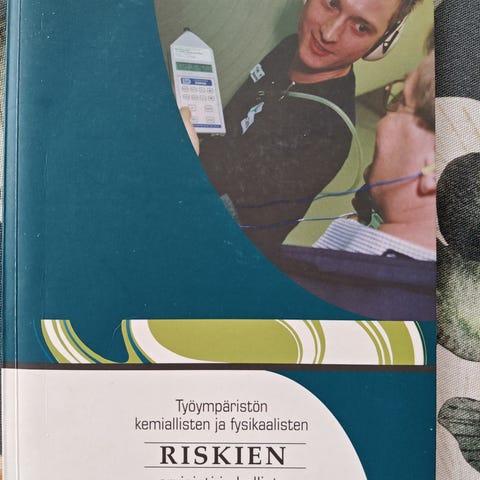 Työympäristön
kemiallisten ja fysikaalisten
RISKIEN